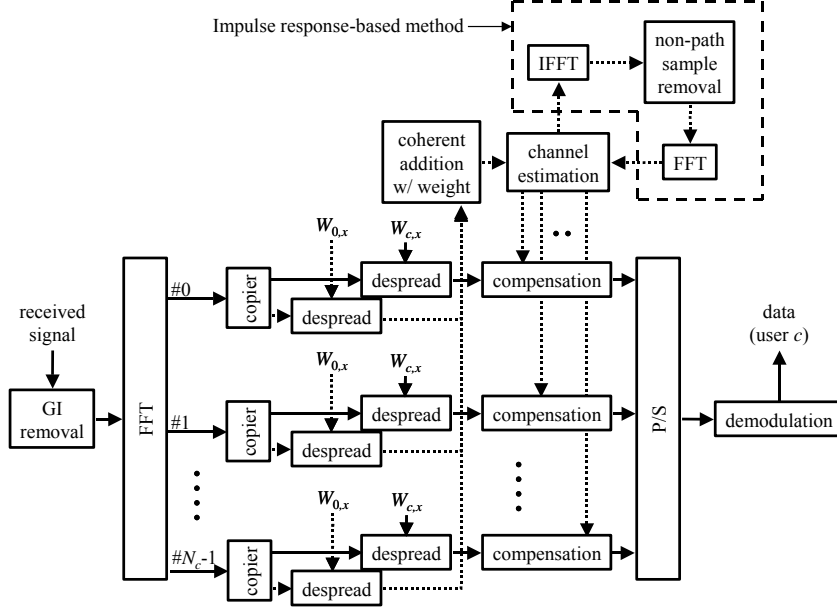 Impulse response-based method
IFFT
non-path
sample
removal
FFT
coherent
addition
w/ weight
channel
estimation
W0,x
Wc,x
#0
copier
despread
despread
compensation
received
signal
GI
removal
FFT
W0,x
Wc,x
#1
copier
despread
despread
compensation
P/S
data
(user c)
demodulation
W0,x
Wc,x
#Nc-1
copier
despread
despread
compensation